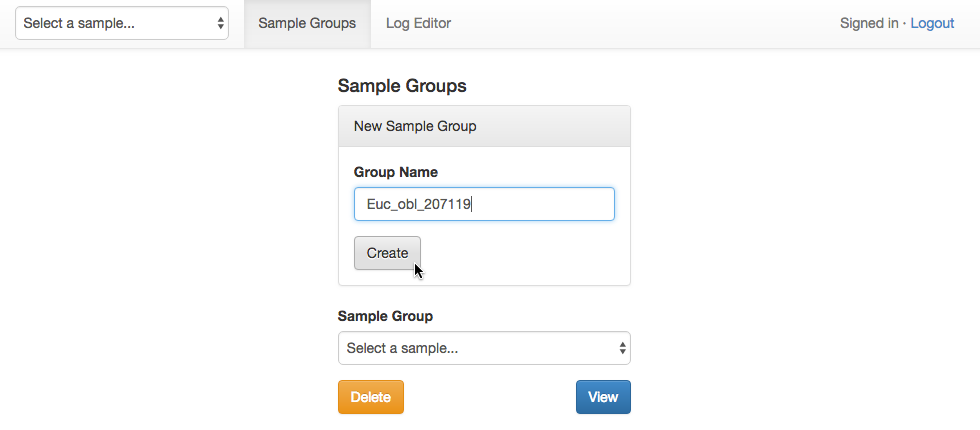 Select a sample... Sample Groups Log Editor Signed in · Logout
Sample Groups
New Sample Group
Group Name
Euc_obl_207119
Create
Sample Group
Select a sample...
Delete View